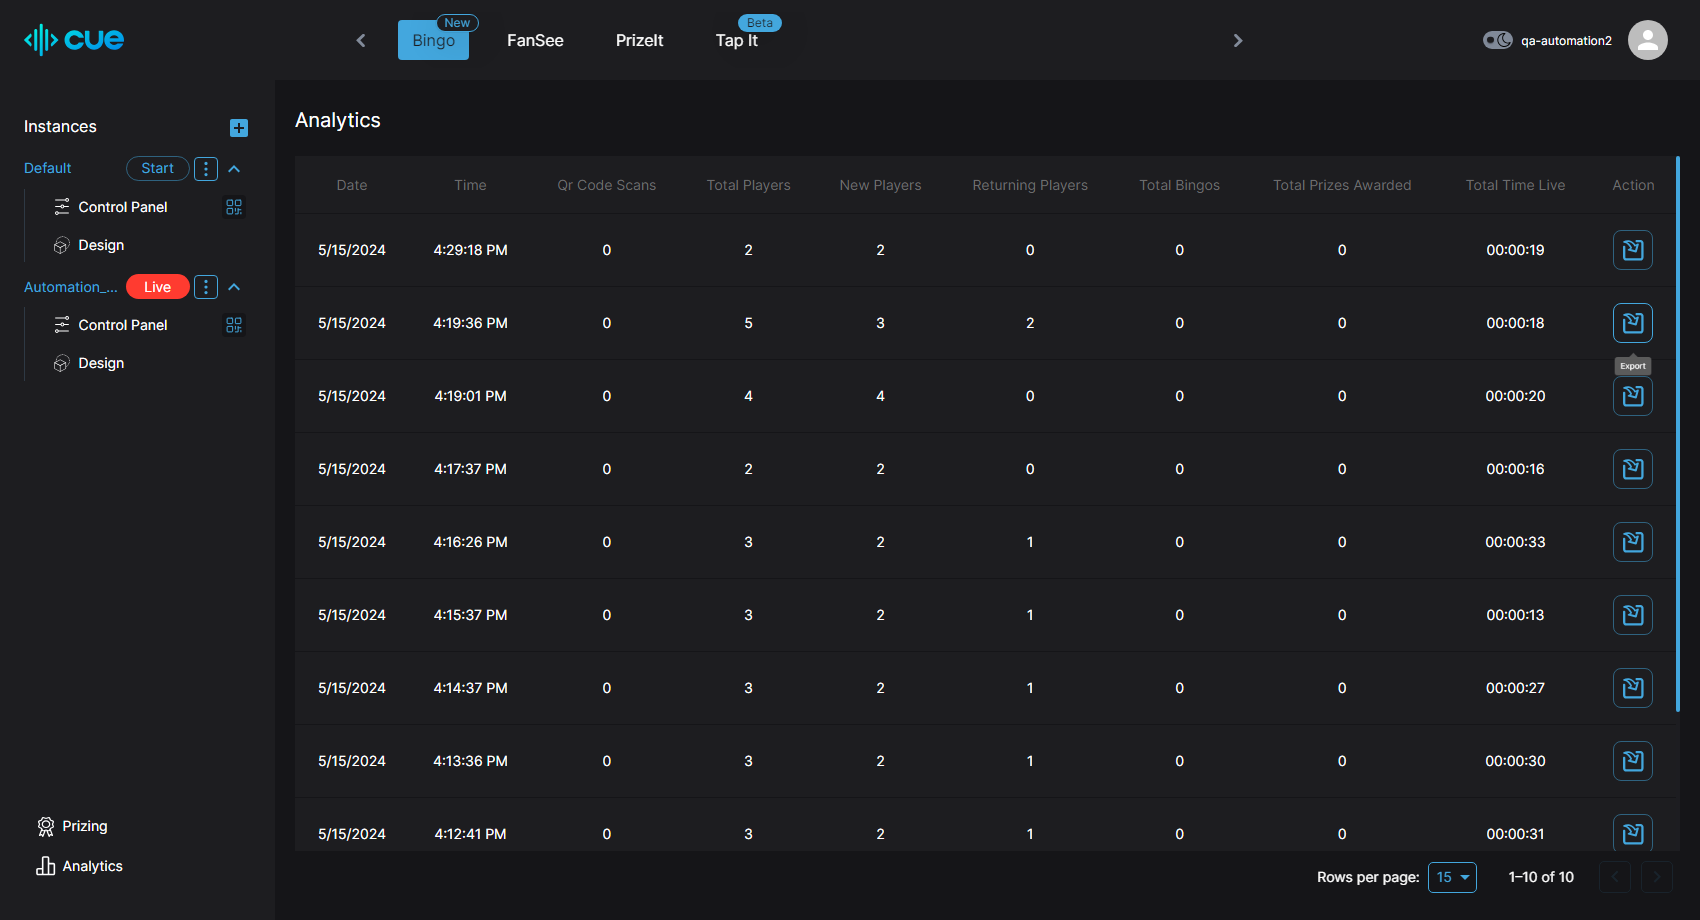 cue
Bingo
New
FanSee
PrizeIt
Tap It
Beta
qa-automation2
Instances
Default
Start
Control Panel
Design
Automation_...
Live
Control Panel
Design
Prizing
Analytics
Analytics
Date Time Qr Code Scans Total Players New Players Returning Players Total Bingos Total Prizes Awarded Total Time Live Action
5/15/2024 4:29:18 PM 0 2 2 0 0 0 00:00:19
5/15/2024 4:19:36 PM 0 5 3 2 0 0 00:00:18
Export
5/15/2024 4:19:01 PM 0 4 4 0 0 0 00:00:20
5/15/2024 4:17:37 PM 0 2 2 0 0 0 00:00:16
5/15/2024 4:16:26 PM 0 3 2 1 0 0 00:00:33
5/15/2024 4:15:37 PM 0 3 2 1 0 0 00:00:13
5/15/2024 4:14:37 PM 0 3 2 1 0 0 00:00:27
5/15/2024 4:13:36 PM 0 3 2 1 0 0 00:00:30
5/15/2024 4:12:41 PM 0 3 2 1 0 0 00:00:31
Rows per page: 15 1–10 of 10